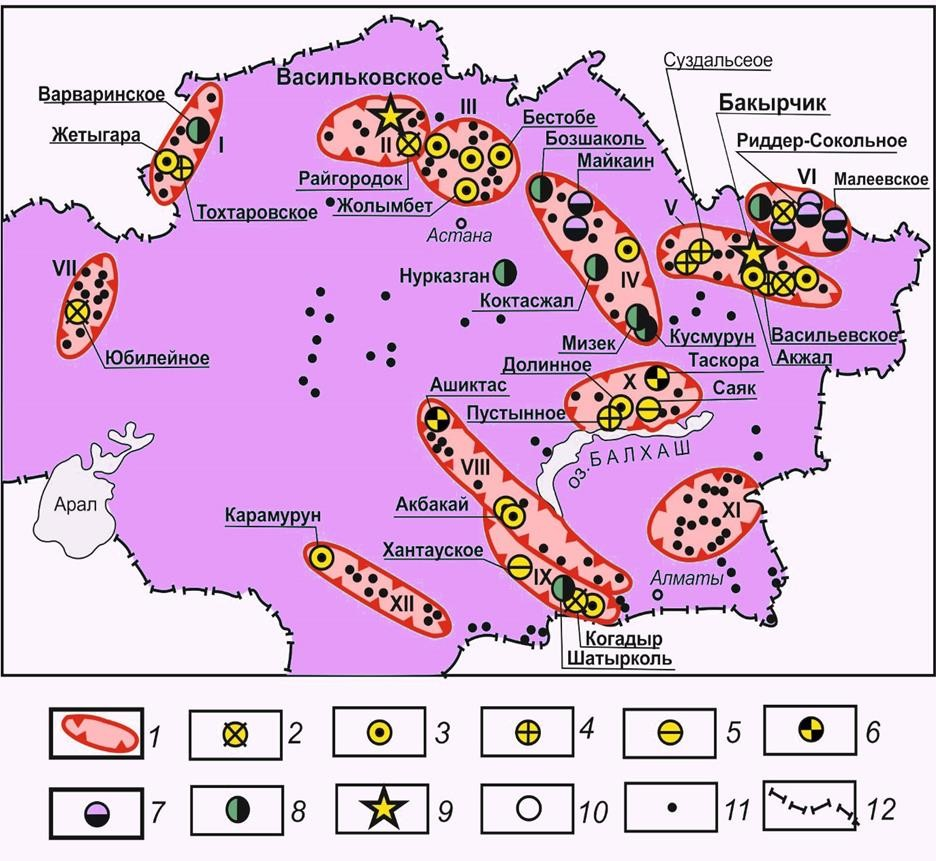 Суздальсеое
Васильковское
Варваринское
Бакырчик
III
Бестобе
Жетыгара
Бозшаколь
Риддер-Сокольное
I
II
Майкаин
VI
Малеевское
Райгородок
Жолымбет
V
Тохтаровское
Астана
VII
Нурказган
IV
Коктасжал
Васильевское
Мизек
Кусмурун
Акжал
Юбилейное
Долинное
Таскора
Ашиктас
X
Саяк
Пустынное
оз. БАЛХАШ
VIII
Арал
Акбакай
XI
Карамурун
Хантауское
IX
Алматы
XII
Когадыр
Шатырколь
1 2 3 4 5 6
7 8 9 10 11 12